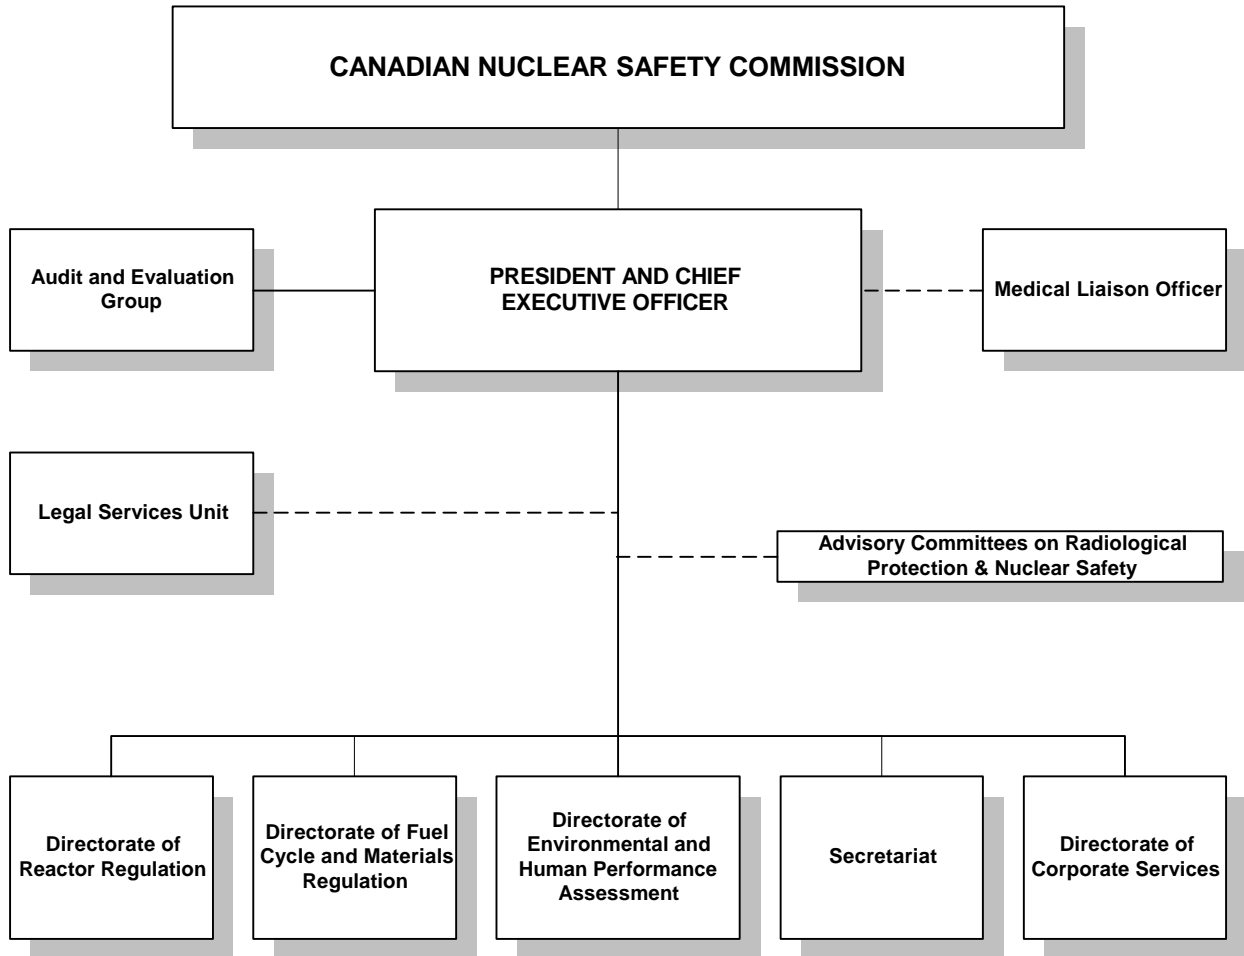 CANADIAN NUCLEAR SAFETY COMMISSION
Audit and Evaluation
Group
PRESIDENT AND CHIEF
EXECUTIVE OFFICER
Medical Liaison Officer
Legal Services Unit
Advisory Committees on Radiological
Protection & Nuclear Safety
Directorate of
Reactor Regulation
Directorate of Fuel
Cycle and Materials
Regulation
Directorate of
Environmental and
Human Performance
Assessment
Secretariat
Directorate of
Corporate Services